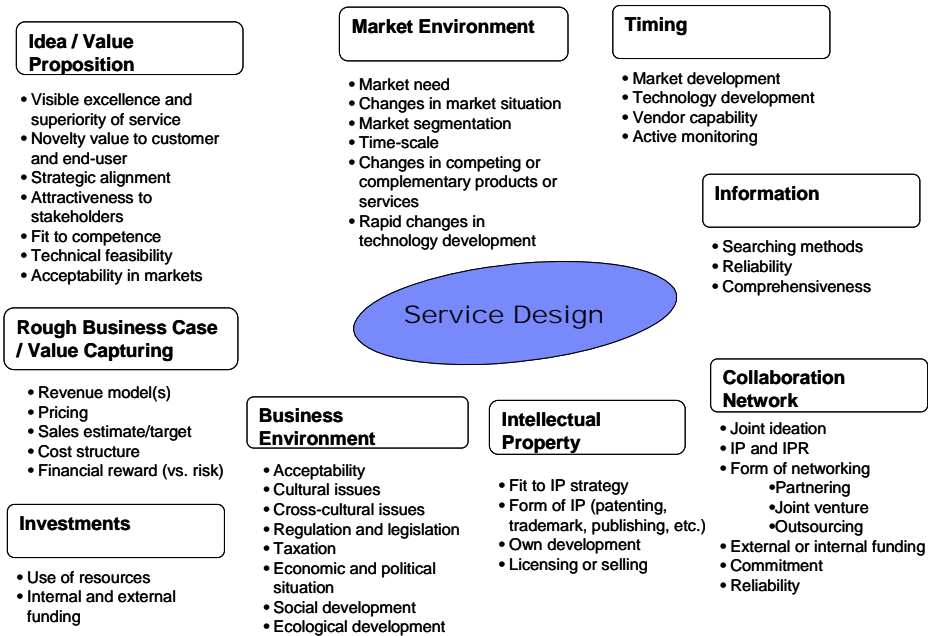 Idea / Value
Proposition
• Visible excellence and
superiority of service
• Novelty value to customer
and end-user
• Strategic alignment
• Attractiveness to
stakeholders
• Fit to competence
• Technical feasibility
• Acceptability in markets
Market Environment
• Market need
• Changes in market situation
• Market segmentation
• Time-scale
• Changes in competing or
complementary products or
services
• Rapid changes in
technology development
Timing
• Market development
• Technology development
• Vendor capability
• Active monitoring
Information
• Searching methods
• Reliability
• Comprehensiveness
Service Design
Rough Business Case
/ Value Capturing
• Revenue model(s)
• Pricing
• Sales estimate/target
• Cost structure
• Financial reward (vs. risk)
Investments
• Use of resources
• Internal and external
funding
Business
Environment
• Acceptability
• Cultural issues
• Cross-cultural issues
• Regulation and legislation
• Taxation
• Economic and political
situation
• Social development
• Ecological development
Intellectual
Property
• Fit to IP strategy
• Form of IP (patenting,
trademark, publishing, etc.)
• Own development
• Licensing or selling
Collaboration
Network
• Joint ideation
• IP and IPR
• Form of networking
•Partnering
•Joint venture
•Outsourcing
• External or internal funding
• Commitment
• Reliability